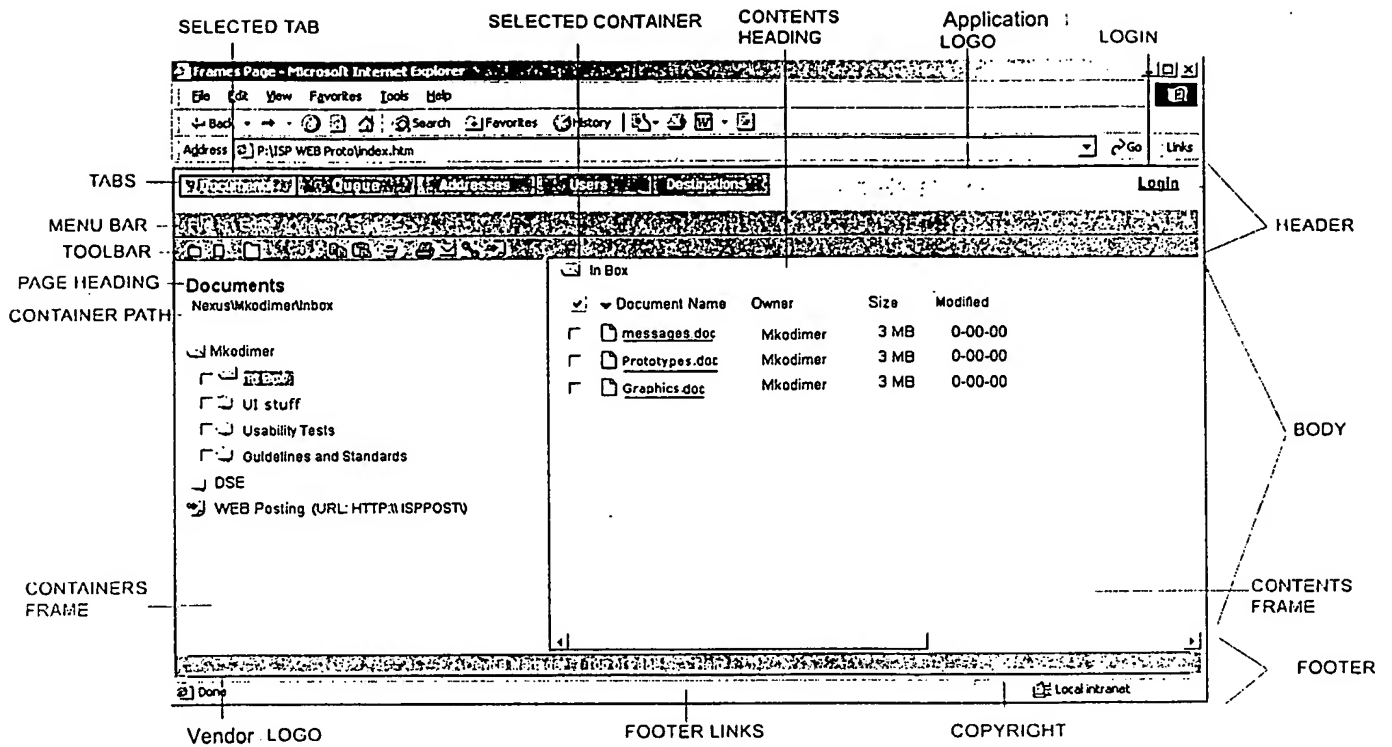 SELECTED TAB
SELECTED CONTAINER
CONTENTS
HEADING
Application
LOGO
LOGIN
Frames Page - Microsoft Internet Explorer
File Edit View Favorites Tools Help
Back Search Favorites History
Address P:\ISP WEB Proto\index.htm Go Links
TABS
Documents Queue Addresses Users Destinations
Login
MENU BAR
HEADER
TOOLBAR
PAGE HEADING
Documents
In Box
CONTAINER PATH
Nexus\Mkodimer\Inbox
Document Name Owner Size Modified
messages.doc Mkodimer 3 MB 0-00-00
Prototypes.doc Mkodimer 3 MB 0-00-00
Graphics.doc Mkodimer 3 MB 0-00-00
Mkodimer
In Box
UI stuff
Usability Tests
Guidelines and Standards
DSE
WEB Posting (URL: HTTP:\\ ISPPOST\)
BODY
CONTAINERS
FRAME
CONTENTS
FRAME
FOOTER
Done
Local intranet
Vendor LOGO
FOOTER LINKS
COPYRIGHT